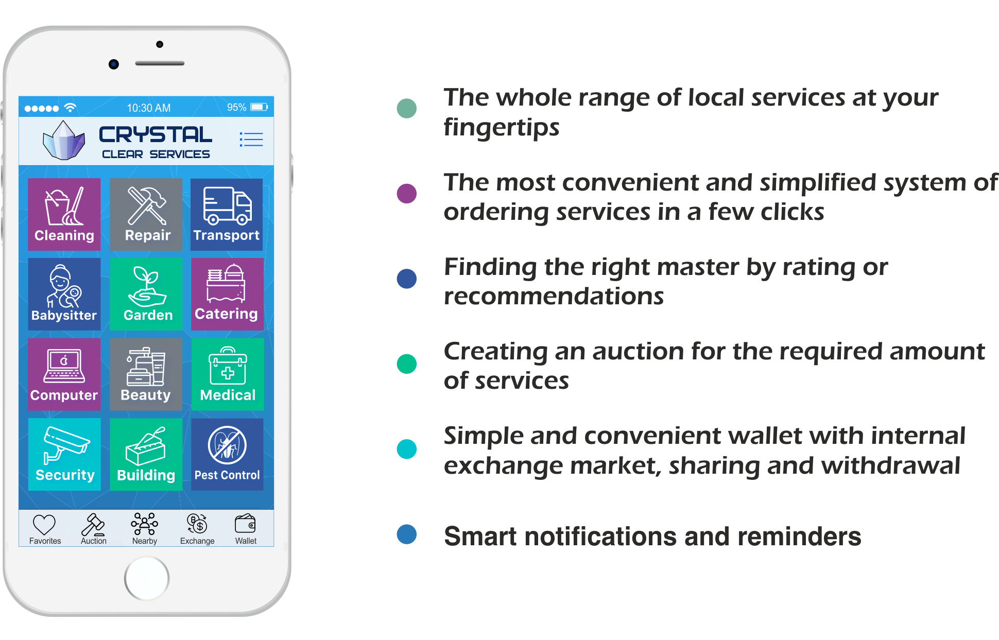 10:30 AM
95%
CRYSTAL
CLEAR SERVICES
Cleaning
Repair
Transport
Babysitter
Garden
Catering
Computer
Beauty
Medical
Security
Building
Pest Control
Favorites
Auction
Nearby
Exchange
Wallet
The whole range of local services at your
fingertips
The most convenient and simplified system of
ordering services in a few clicks
Finding the right master by rating or
recommendations
Creating an auction for the required amount
of services
Simple and convenient wallet with internal
exchange market, sharing and withdrawal
Smart notifications and reminders